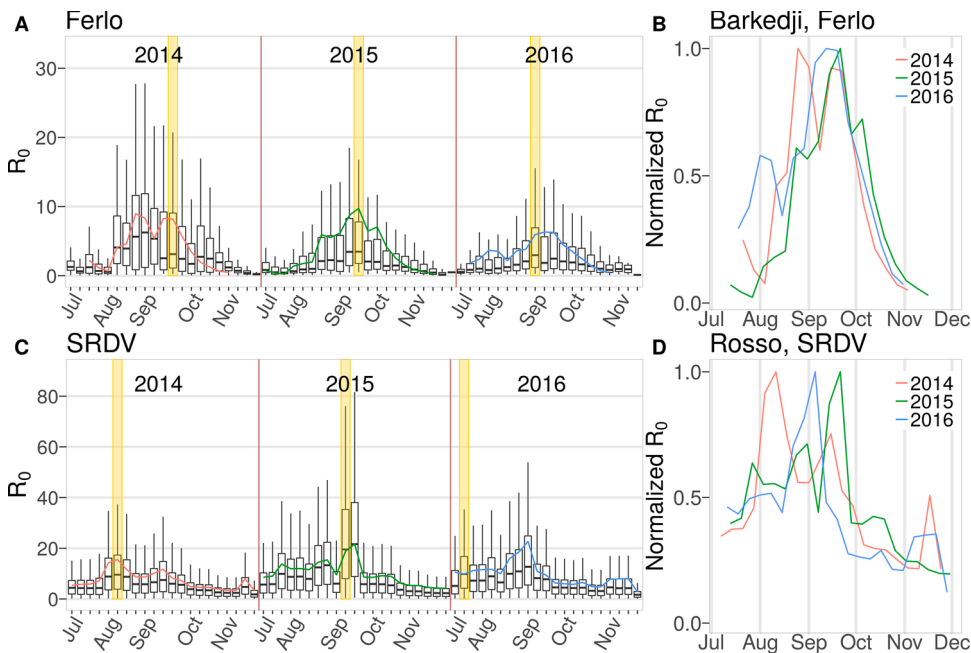 A Ferlo
2014 2015 2016
30
20
10
0
R0
Jul Aug Sep Oct Nov Jul Aug Sep Oct Nov Jul Aug Sep Oct Nov
B Barkedji, Ferlo
1.0
0.5
0.0
Normalized R0
2014
2015
2016
Jul Aug Sep Oct Nov Dec
C SRDV
2014 2015 2016
80
60
40
20
0
R0
Jul Aug Sep Oct Nov Jul Aug Sep Oct Nov Jul Aug Sep Oct Nov
D Rosso, SRDV
1.0
0.5
0.0
Normalized R0
2014
2015
2016
Jul Aug Sep Oct Nov Dec